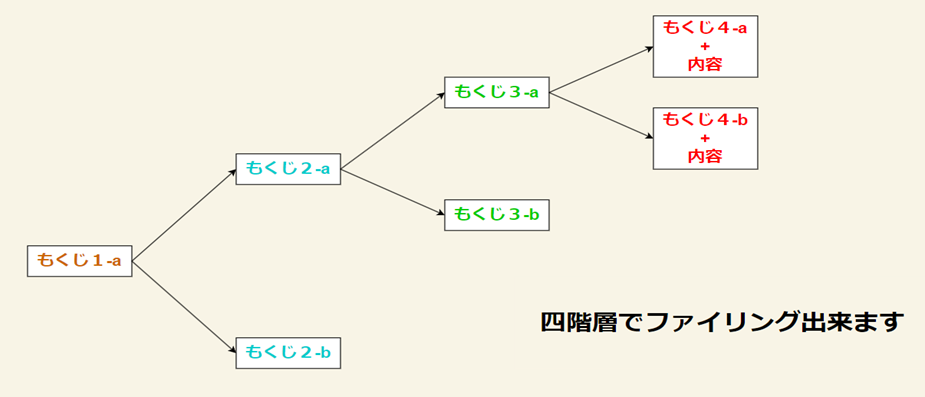 もくじ４-a
+
内容
もくじ３-a
もくじ４-b
+
内容
もくじ２-a
もくじ３-b
もくじ１-a
四階層でファイリング出来ます
もくじ２-b